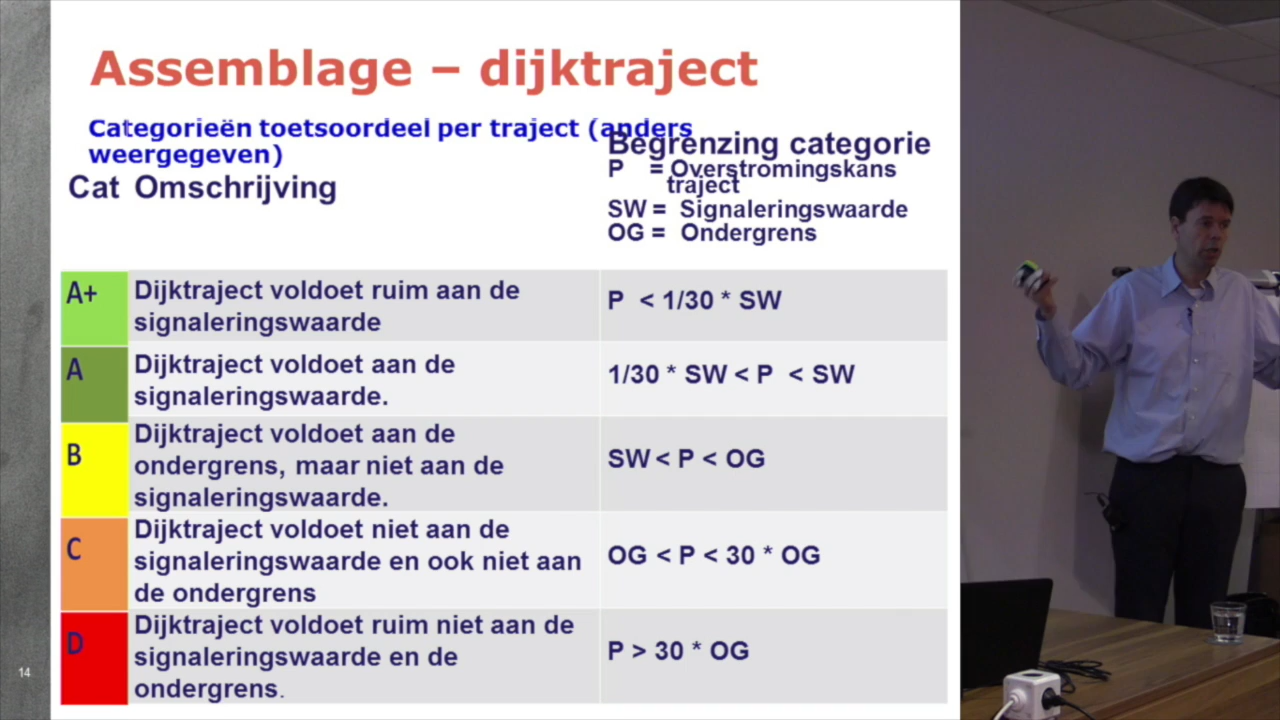 Assemblage – dijktraject
Categorieën toetsoordeel per traject (anders
weergegeven)
Begrenzing categorie
P = Overstromingskans
traject
SW = Signaleringswaarde
OG = Ondergrens
Cat Omschrijving
A+ Dijktraject voldoet ruim aan de
signaleringswaarde
P < 1/30 * SW
A Dijktraject voldoet aan de
signaleringswaarde.
1/30 * SW < P < SW
B Dijktraject voldoet aan de
ondergrens, maar niet aan de
signaleringswaarde.
SW < P < OG
C Dijktraject voldoet niet aan de
signaleringswaarde en ook niet aan
de ondergrens
OG < P < 30 * OG
D Dijktraject voldoet ruim niet aan de
signaleringswaarde en de
ondergrens.
P > 30 * OG
14